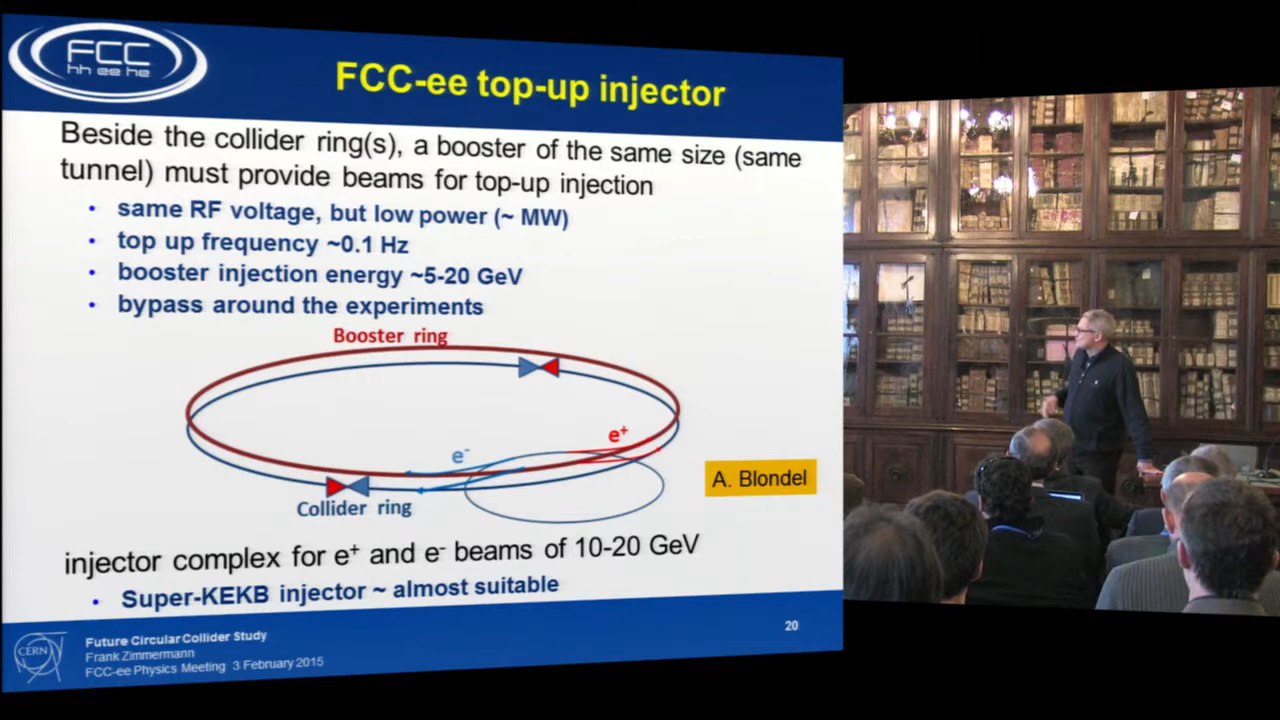 FCC
hh ee he
FCC-ee top-up injector
Beside the collider ring(s), a booster of the same size (same
tunnel) must provide beams for top-up injection
• same RF voltage, but low power (~ MW)
• top up frequency ~0.1 Hz
• booster injection energy ~5-20 GeV
• bypass around the experiments
Booster ring
e⁺
e⁻
A. Blondel
Collider ring
injector complex for e⁺ and e⁻ beams of 10-20 GeV
• Super-KEKB injector ~ almost suitable
CERN
Future Circular Collider Study
Frank Zimmermann
FCC-ee Physics Meeting 3 February 2015
20